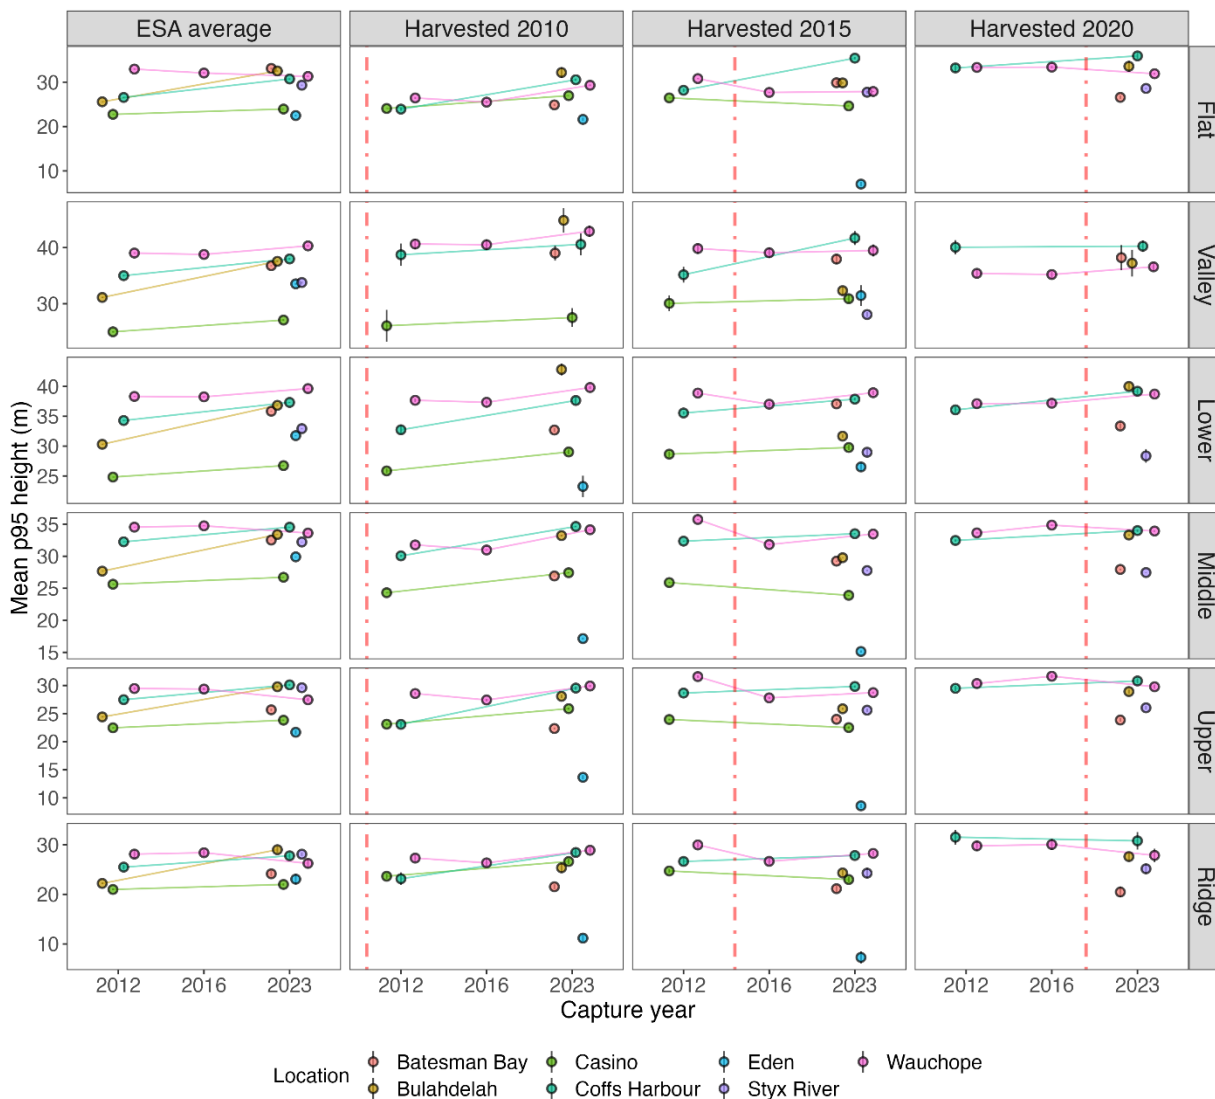 ESA average Harvested 2010 Harvested 2015 Harvested 2020
30
20
10
Flat
40
30
Valley
40
35
30
25
Lower
35
30
25
20
15
Middle
30
25
20
15
10
Upper
30
20
10
Ridge
Mean p95 height (m)
2012 2016 2023 2012 2016 2023 2012 2016 2023 2012 2016 2023
Capture year
Location
Batesman Bay Casino Eden Wauchope
Bulahdelah Coffs Harbour Styx River